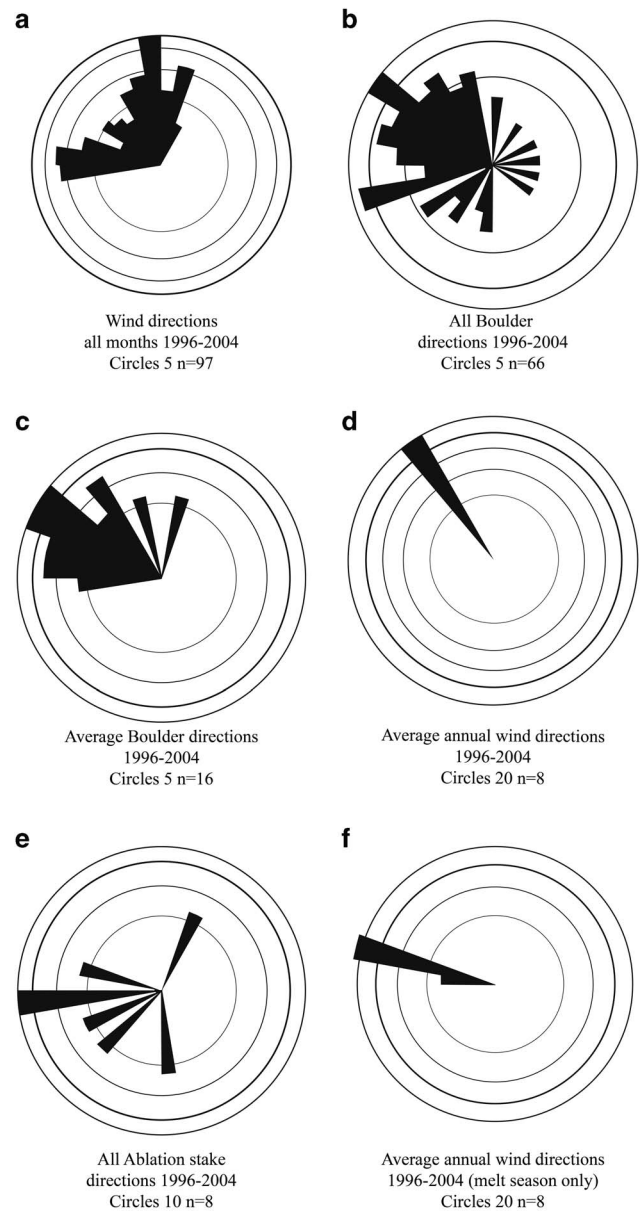 a
b
Wind directions
all months 1996-2004
Circles 5 n=97
All Boulder
directions 1996-2004
Circles 5 n=66
c
d
Average Boulder directions
1996-2004
Circles 5 n=16
Average annual wind directions
1996-2004
Circles 20 n=8
e
f
All Ablation stake
directions 1996-2004
Circles 10 n=8
Average annual wind directions
1996-2004 (melt season only)
Circles 20 n=8